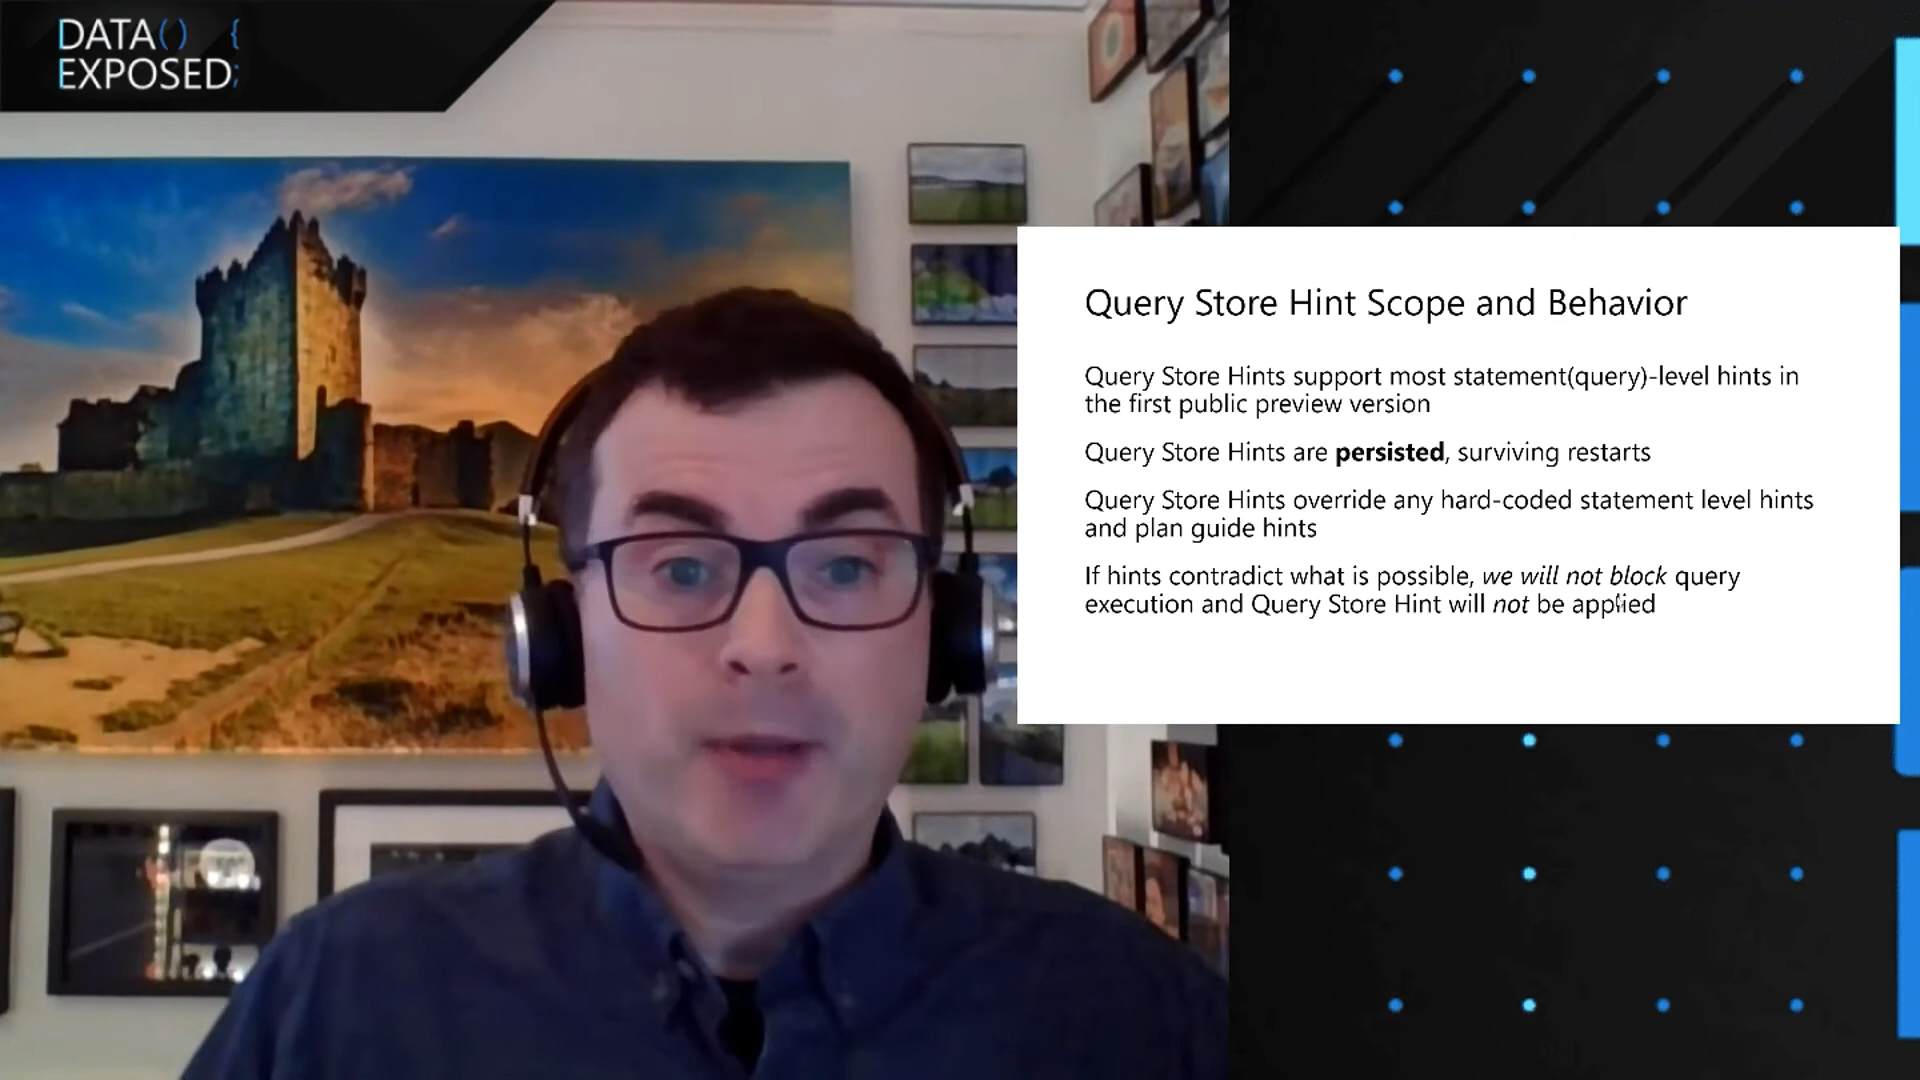 DATA() {
EXPOSED;
Query Store Hint Scope and Behavior
Query Store Hints support most statement(query)-level hints in
the first public preview version
Query Store Hints are persisted, surviving restarts
Query Store Hints override any hard-coded statement level hints
and plan guide hints
If hints contradict what is possible, we will not block query
execution and Query Store Hint will not be applied